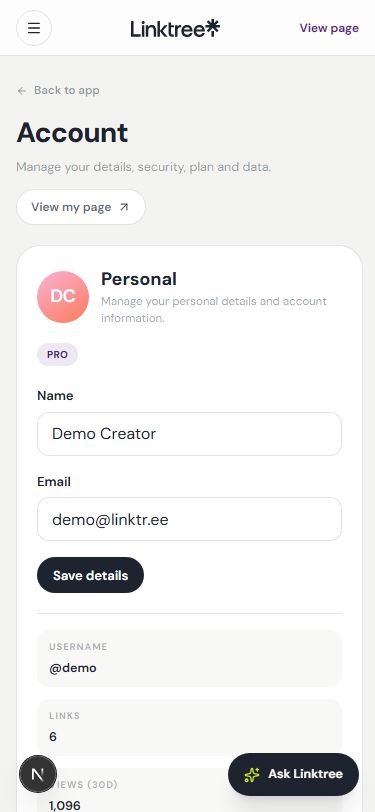 Linktree
View page
Back to app
Account
Manage your details, security, plan and data.
View my page
DC
Personal
Manage your personal details and account
information.
PRO
Name
Demo Creator
Email
demo@linktr.ee
Save details
USERNAME
@demo
LINKS
6
N
Ask Linktree
(30D)
1,096